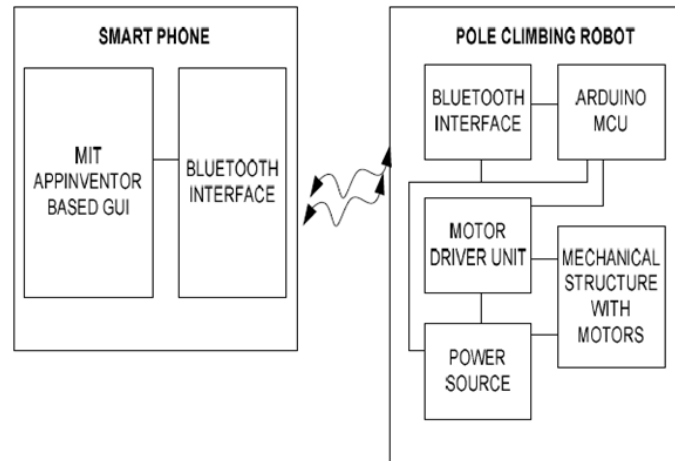 SMART PHONE
MIT
APPINVENTOR
BASED GUI
BLUETOOTH
INTERFACE
POLE CLIMBING ROBOT
BLUETOOTH
INTERFACE
ARDUINO
MCU
MOTOR
DRIVER UNIT
MECHANICAL
STRUCTURE
WITH
MOTORS
POWER
SOURCE